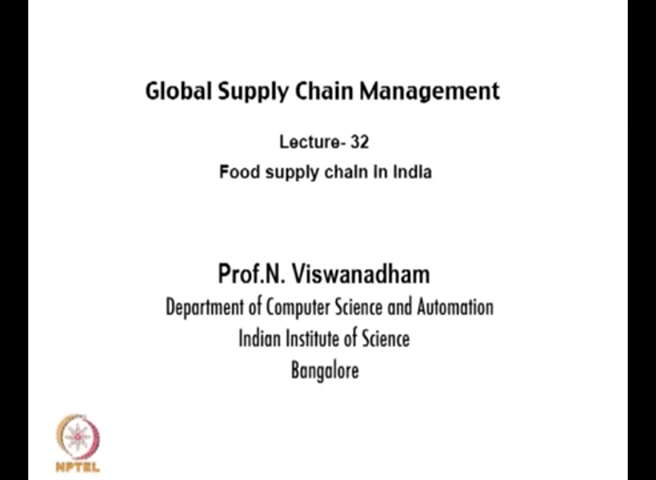 Global Supply Chain Management
Lecture- 32
Food supply chain in India
Prof.N. Viswanadham
Department of Computer Science and Automation
Indian Institute of Science
Bangalore
NPTEL